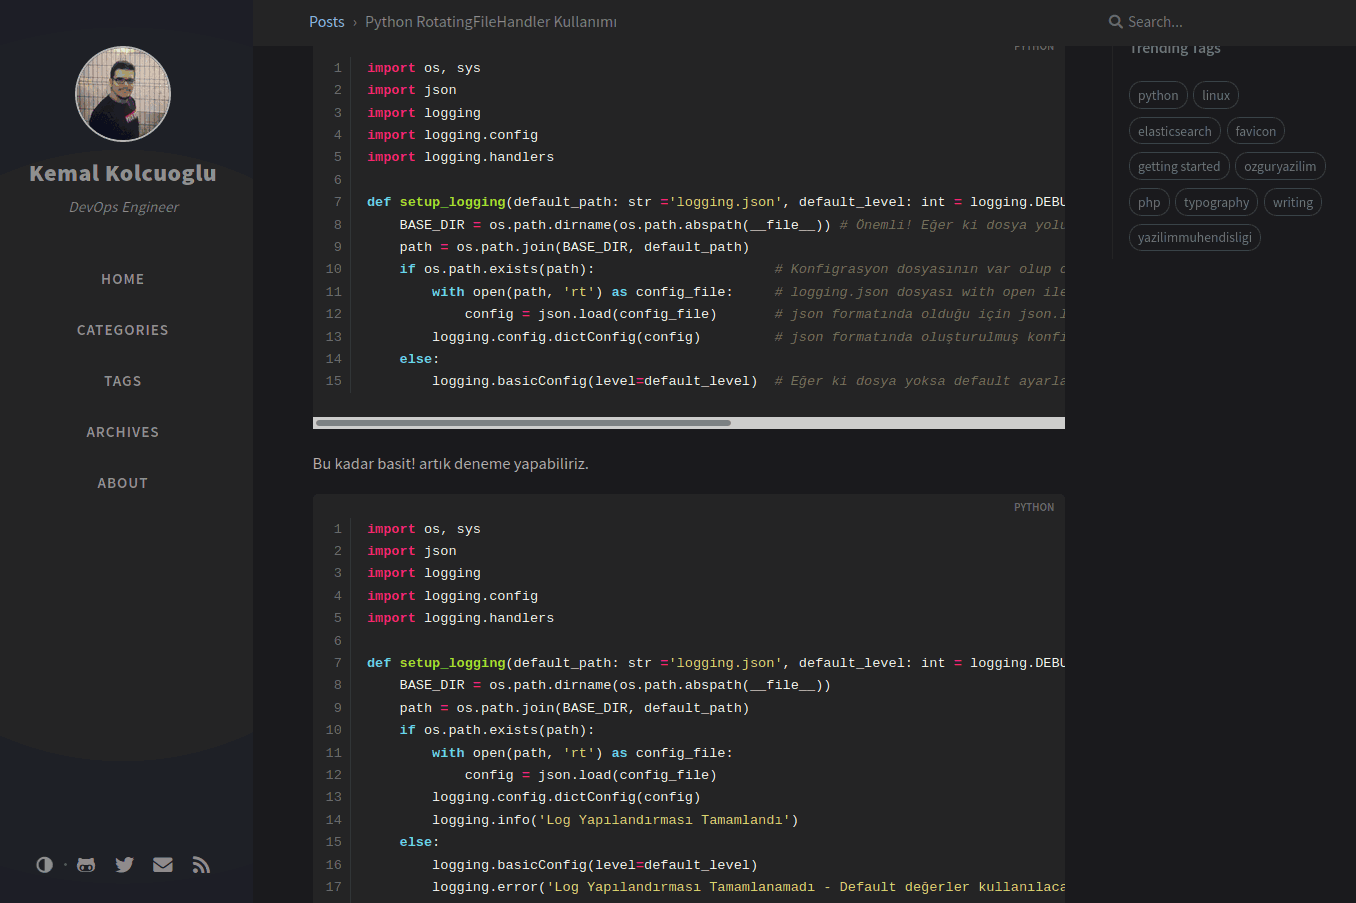 Kemal Kolcuoglu
DevOps Engineer
HOME
CATEGORIES
TAGS
ARCHIVES
ABOUT
Posts › Python RotatingFileHandler Kullanımı
Search...
PYTHON
1 import os, sys
2 import json
3 import logging
4 import logging.config
5 import logging.handlers
6
7 def setup_logging(default_path: str ='logging.json', default_level: int = logging.DEBU
8 BASE_DIR = os.path.dirname(os.path.abspath(__file__)) # Önemli! Eğer ki dosya yolu
9 path = os.path.join(BASE_DIR, default_path)
10 if os.path.exists(path): # Konfigrasyon dosyasının var olup o
11 with open(path, 'rt') as config_file: # logging.json dosyası with open ile
12 config = json.load(config_file) # json formatında olduğu için json.l
13 logging.config.dictConfig(config) # json formatında oluşturulmuş konfi
14 else:
15 logging.basicConfig(level=default_level) # Eğer ki dosya yoksa default ayarla
Bu kadar basit! artık deneme yapabiliriz.
PYTHON
1 import os, sys
2 import json
3 import logging
4 import logging.config
5 import logging.handlers
6
7 def setup_logging(default_path: str ='logging.json', default_level: int = logging.DEBU
8 BASE_DIR = os.path.dirname(os.path.abspath(__file__))
9 path = os.path.join(BASE_DIR, default_path)
10 if os.path.exists(path):
11 with open(path, 'rt') as config_file:
12 config = json.load(config_file)
13 logging.config.dictConfig(config)
14 logging.info('Log Yapılandırması Tamamlandı')
15 else:
16 logging.basicConfig(level=default_level)
17 logging.error('Log Yapılandırması Tamamlanamadı - Default değerler kullanılaca
Trending Tags
python linux
elasticsearch favicon
getting started ozguryazilim
php typography writing
yazilimmuhendisligi